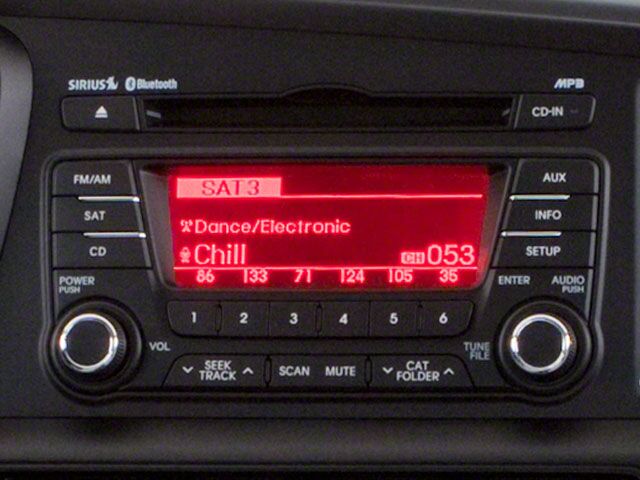 SIRIUS Bluetooth MP3
CD-IN
FM/AM SAT3 AUX
SAT Dance/Electronic INFO
CD Chill CH 053 SETUP
86 133 71 124 105 35
POWER PUSH ENTER AUDIO PUSH
1 2 3 4 5 6
VOL TUNE FILE
SEEK TRACK SCAN MUTE CAT FOLDER